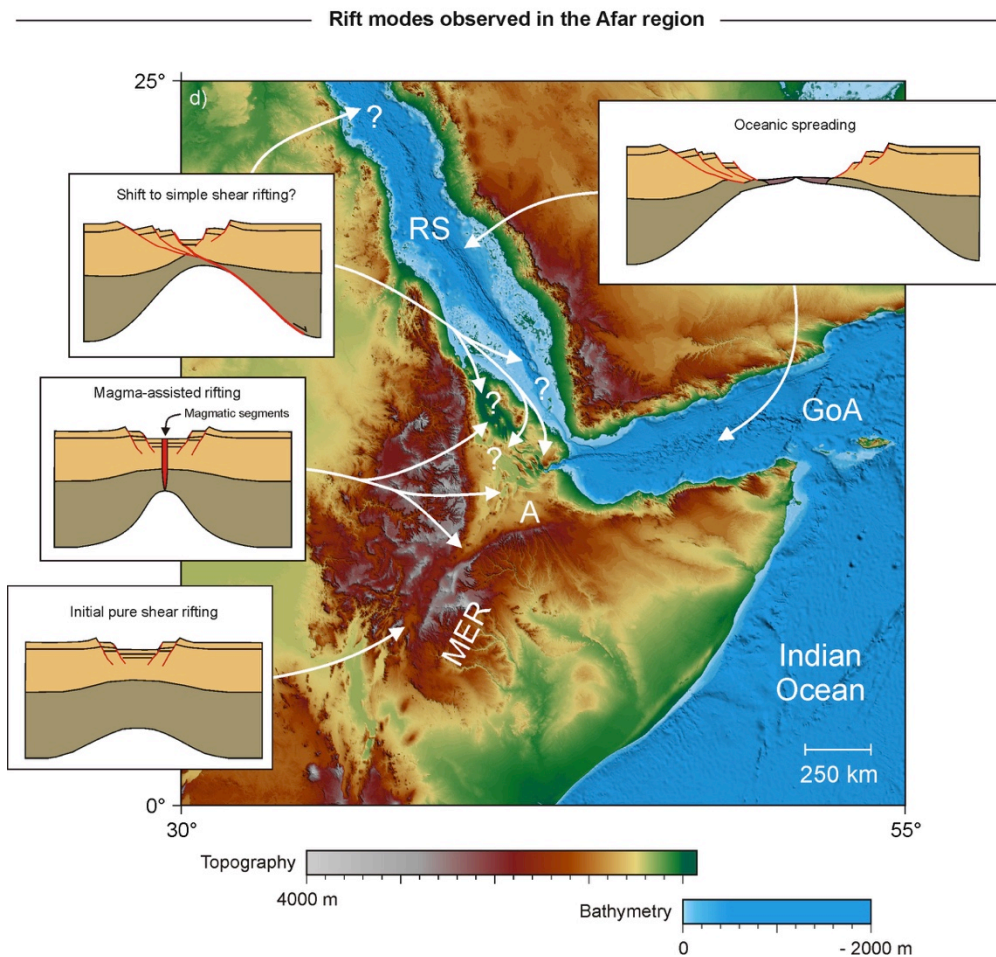 Rift modes observed in the Afar region
25°
d)
?
Oceanic spreading
Shift to simple shear rifting?
RS
Magma-assisted rifting
Magmatic segments
?
?
?
GoA
A
Initial pure shear rifting
MER
Indian
Ocean
250 km
0°
30°
55°
Topography
4000 m
Bathymetry
0
- 2000 m